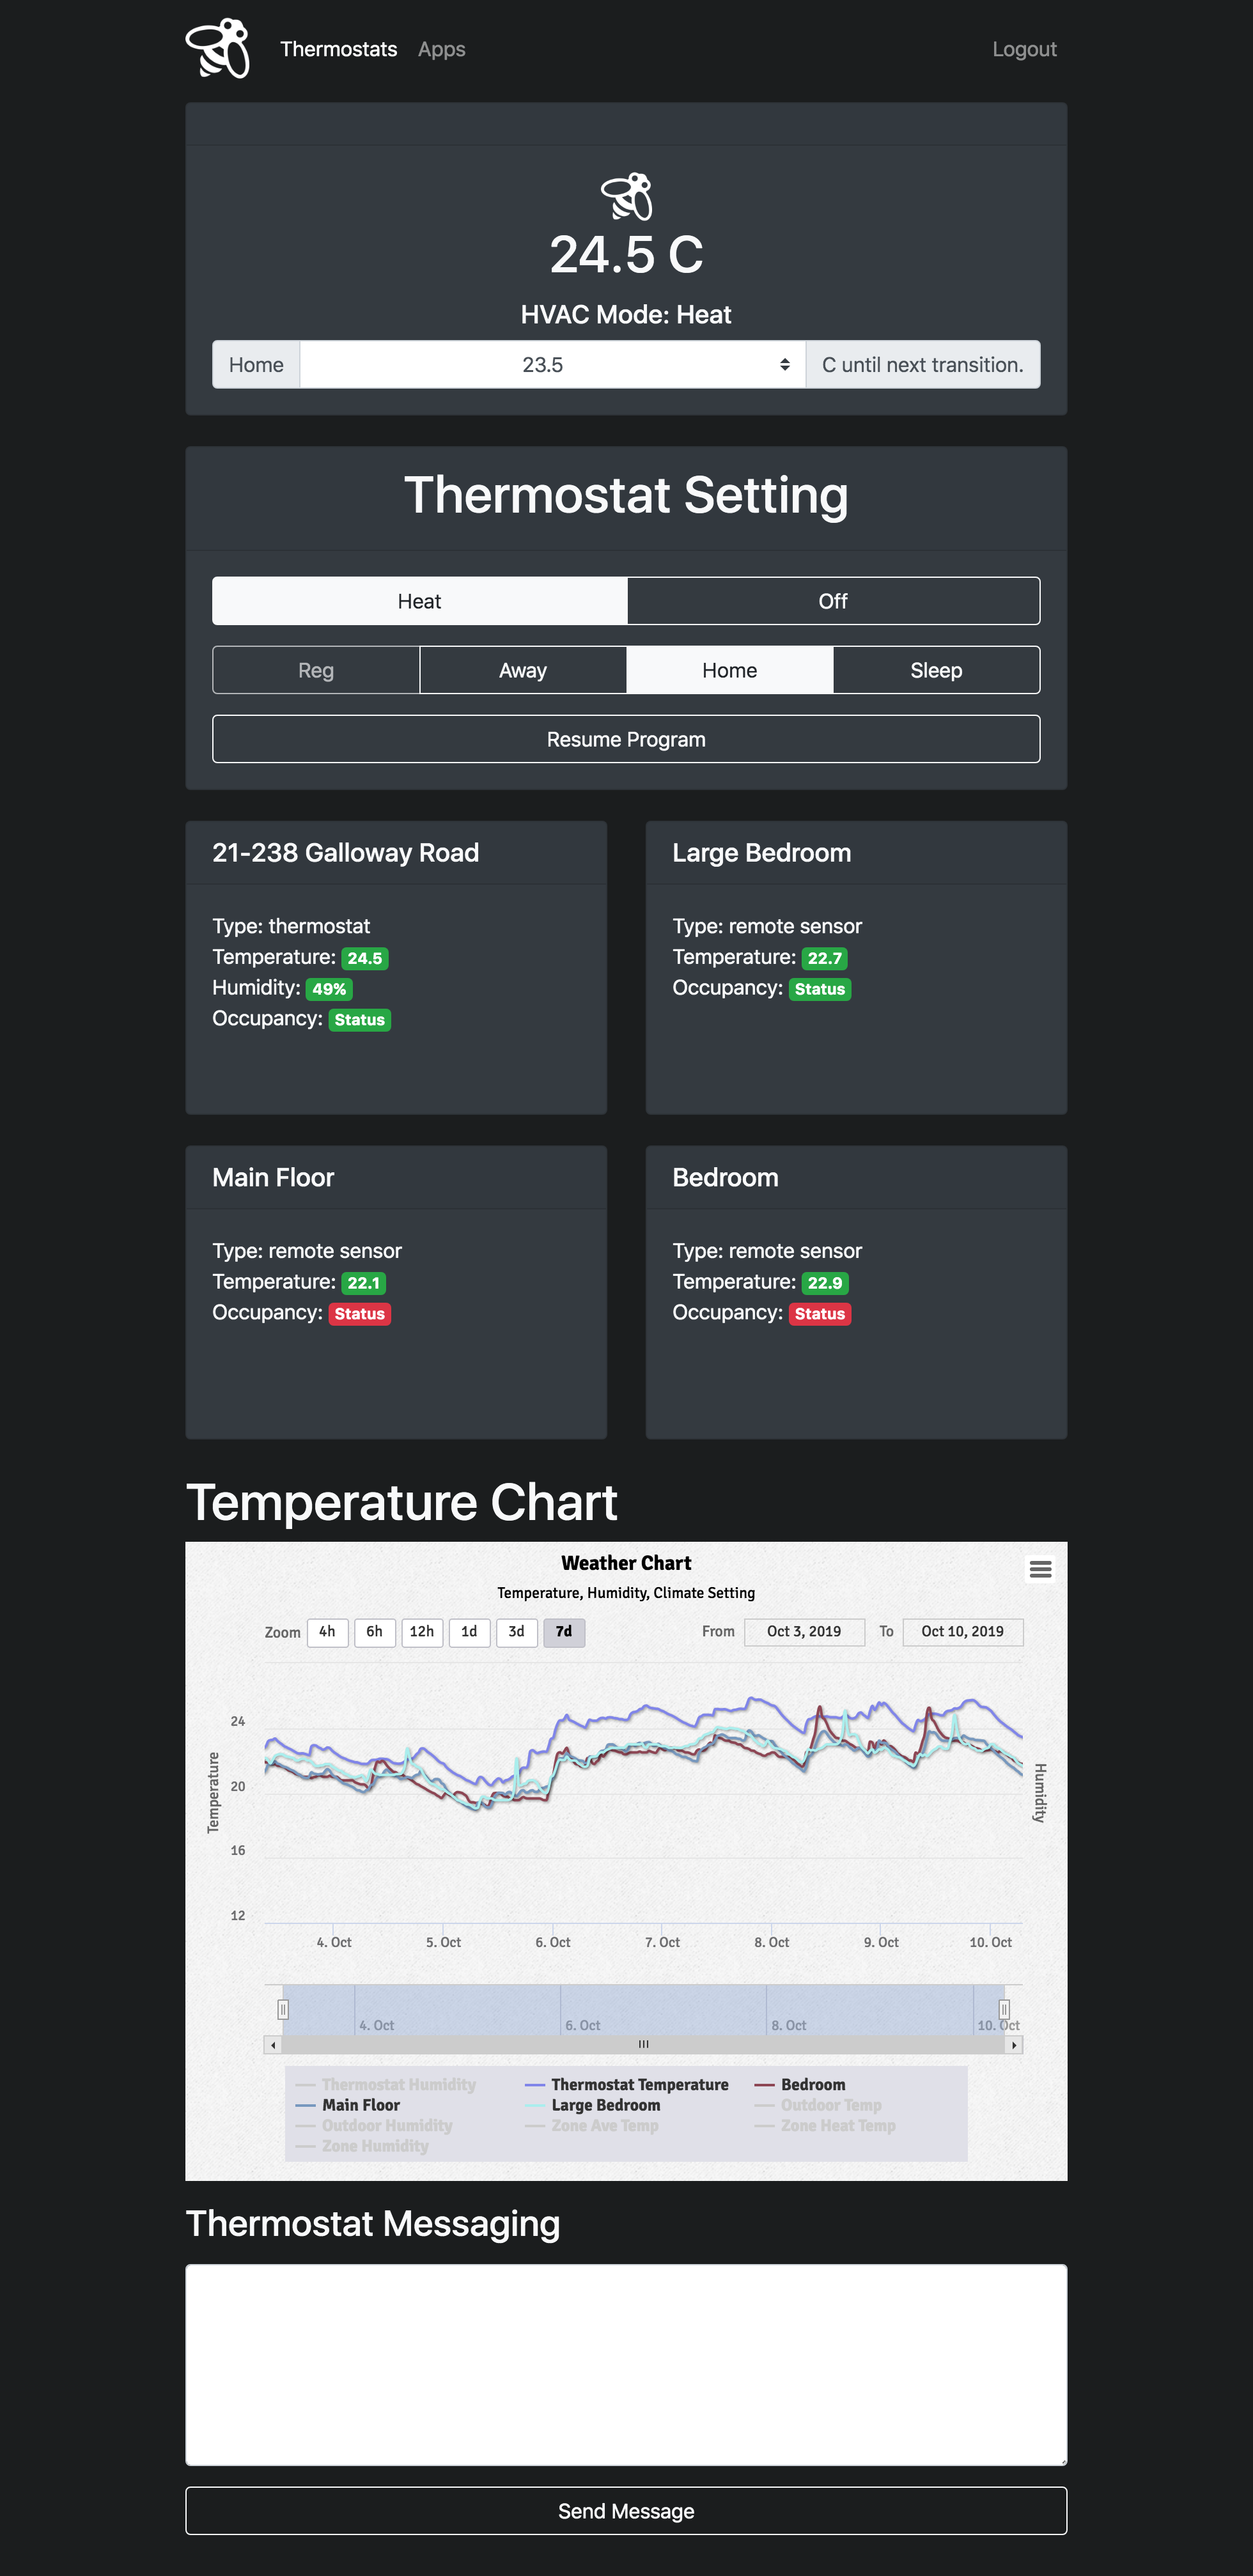 Thermostats Apps Logout
24.5 C
HVAC Mode: Heat
Home 23.5 C until next transition.
Thermostat Setting
Heat Off
Reg Away Home Sleep
Resume Program
21-238 Galloway Road
Type: thermostat
Temperature: 24.5
Humidity: 49%
Occupancy: Status
Large Bedroom
Type: remote sensor
Temperature: 22.7
Occupancy: Status
Main Floor
Type: remote sensor
Temperature: 22.1
Occupancy: Status
Bedroom
Type: remote sensor
Temperature: 22.9
Occupancy: Status
Temperature Chart
Weather Chart
Temperature, Humidity, Climate Setting
Zoom 4h 6h 12h 1d 3d 7d From Oct 3, 2019 To Oct 10, 2019
Temperature
24
20
16
12
Humidity
4. Oct 5. Oct 6. Oct 7. Oct 8. Oct 9. Oct 10. Oct
4. Oct 6. Oct 8. Oct 10. Oct
Thermostat Humidity Thermostat Temperature Bedroom
Main Floor Large Bedroom Outdoor Temp
Outdoor Humidity Zone Ave Temp Zone Heat Temp
Zone Humidity
Thermostat Messaging
Send Message